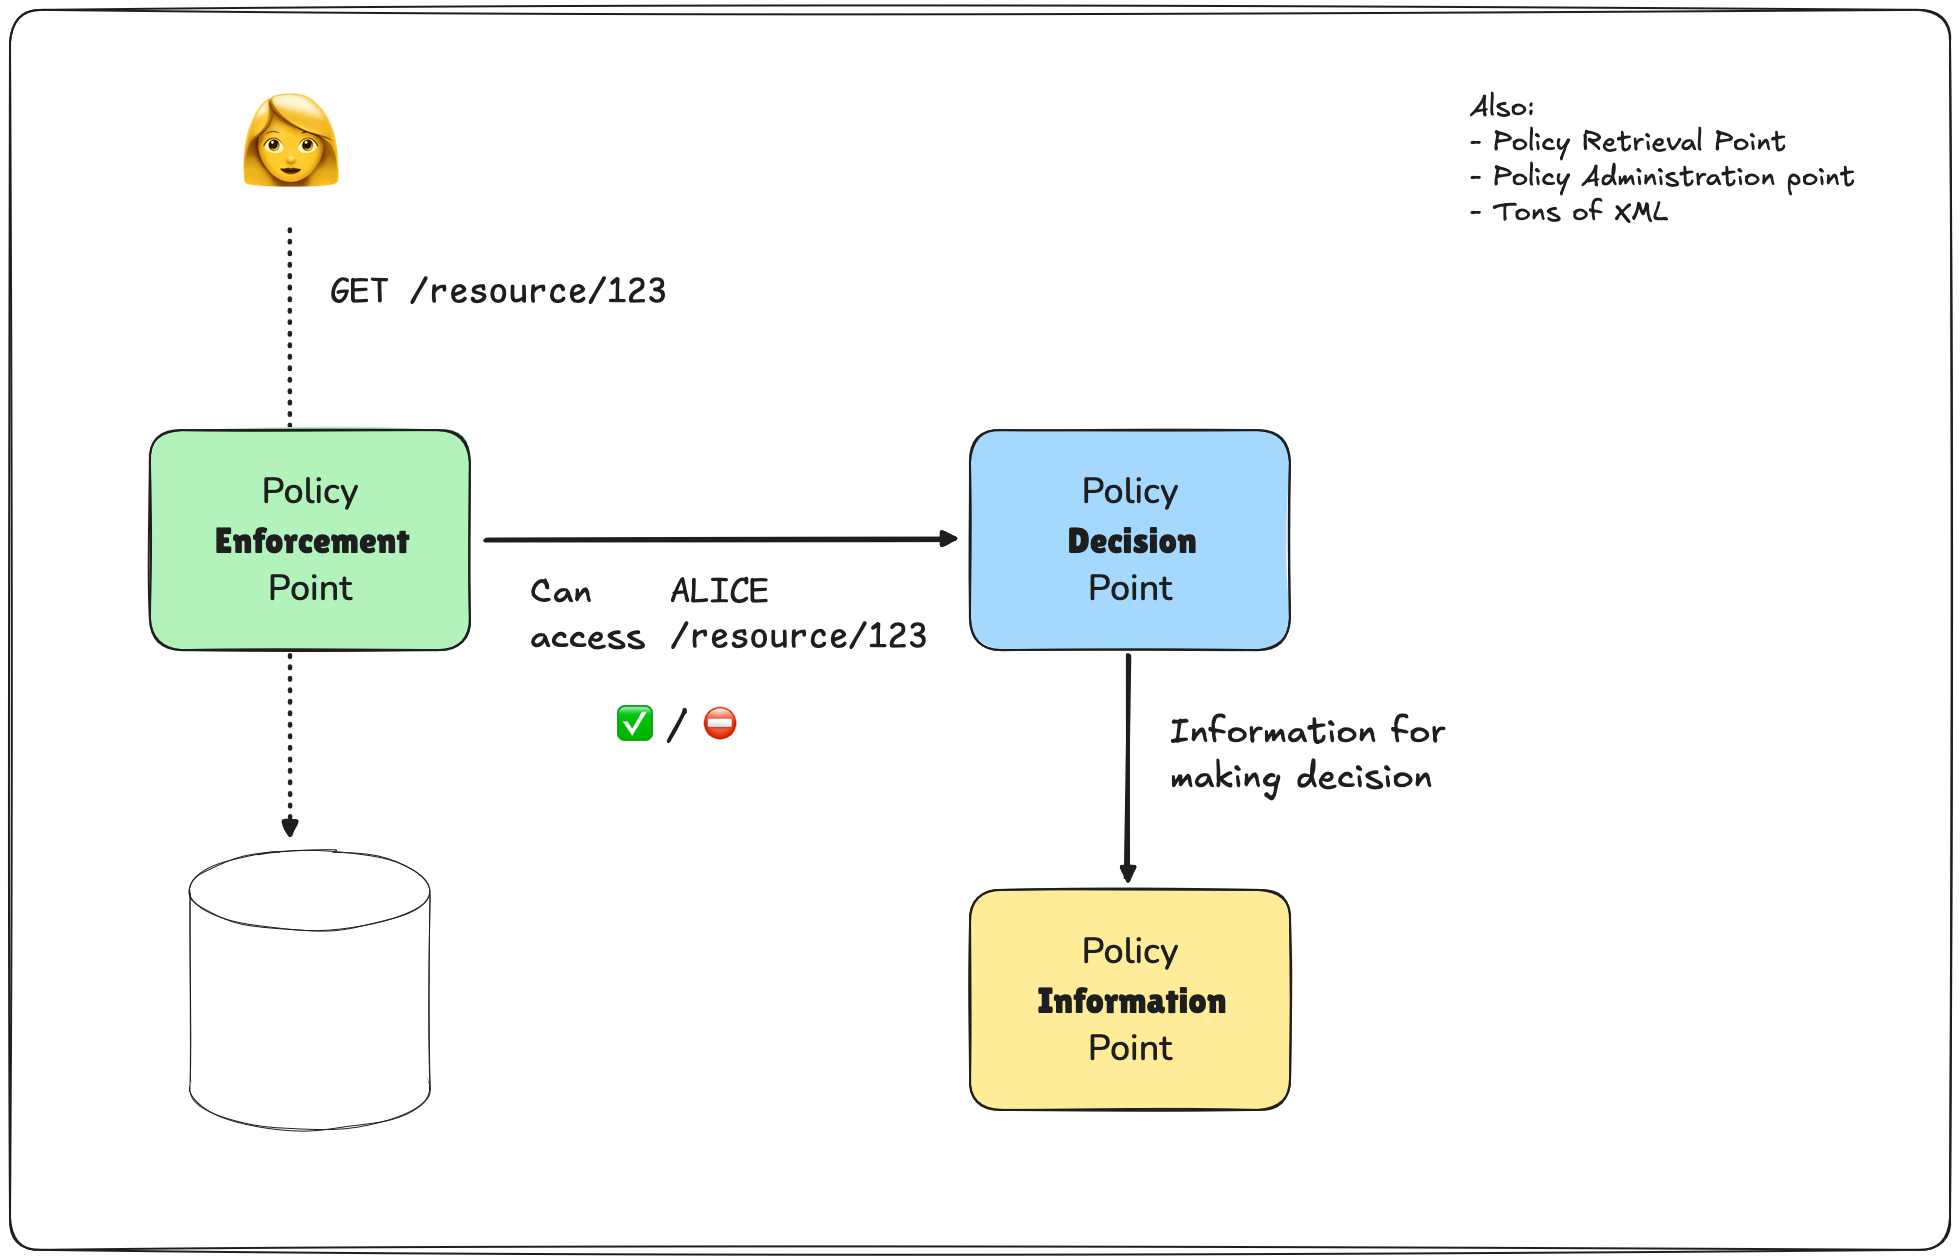 Also:
- Policy Retrieval Point
- Policy Administration point
- Tons of XML
GET /resource/123
Policy
Enforcement
Point
Can ALICE
access /resource/123
/
Policy
Decision
Point
Information for
making decision
Policy
Information
Point